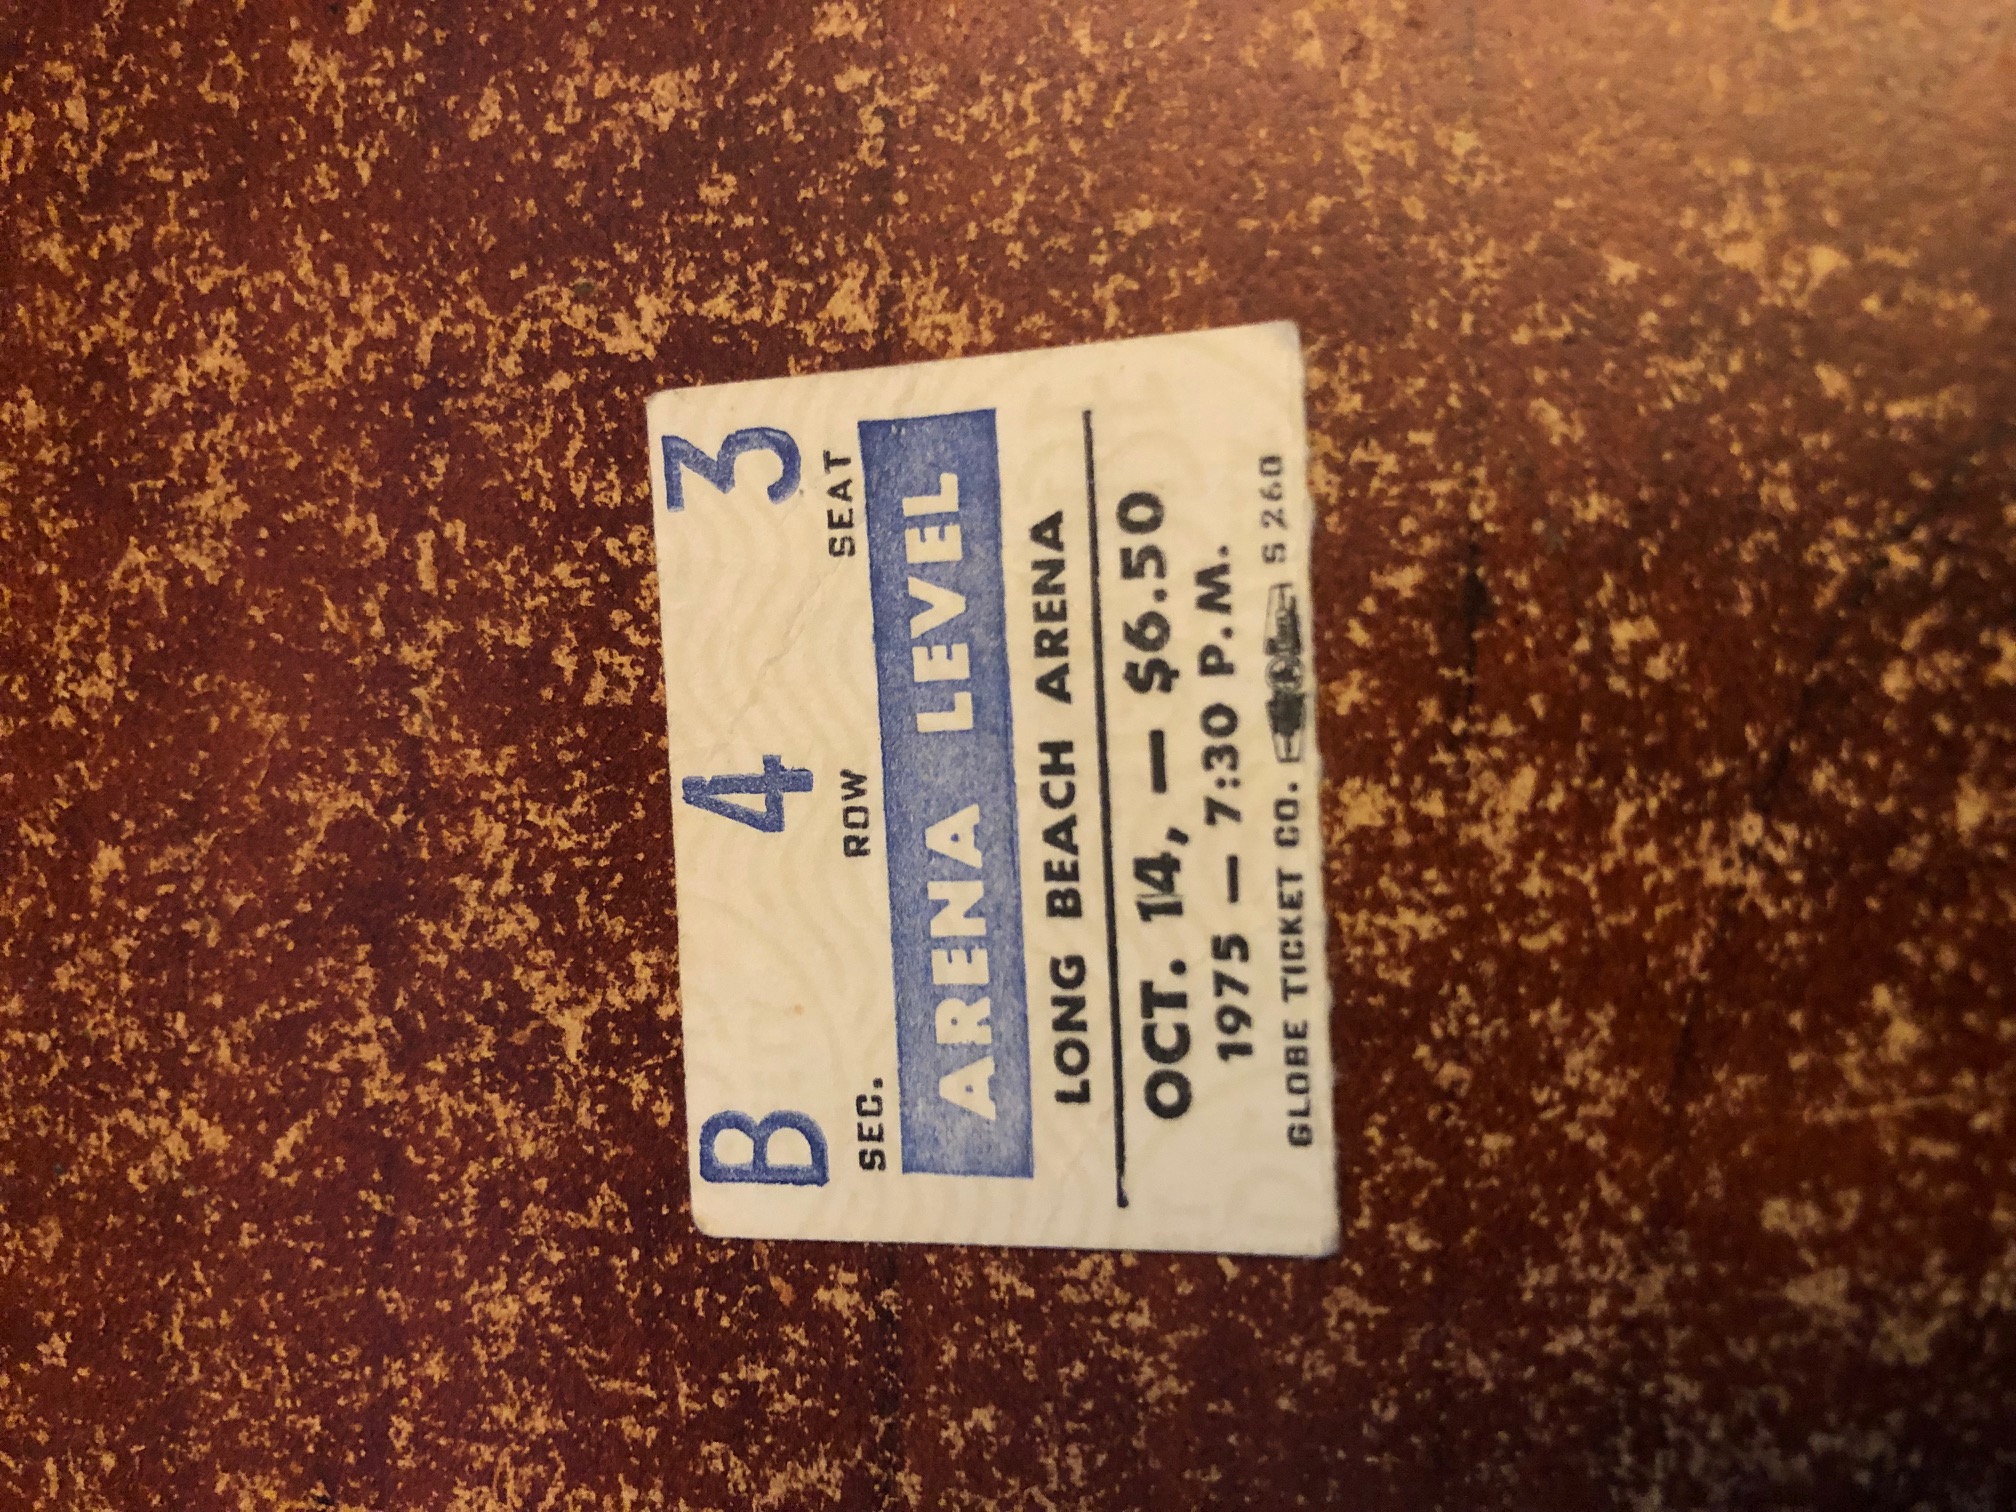 B 4 3
SEC. ROW SEAT
ARENA LEVEL
LONG BEACH ARENA
OCT. 14, — $6.50
1975 — 7:30 P.M.
GLOBE TICKET CO. S 260